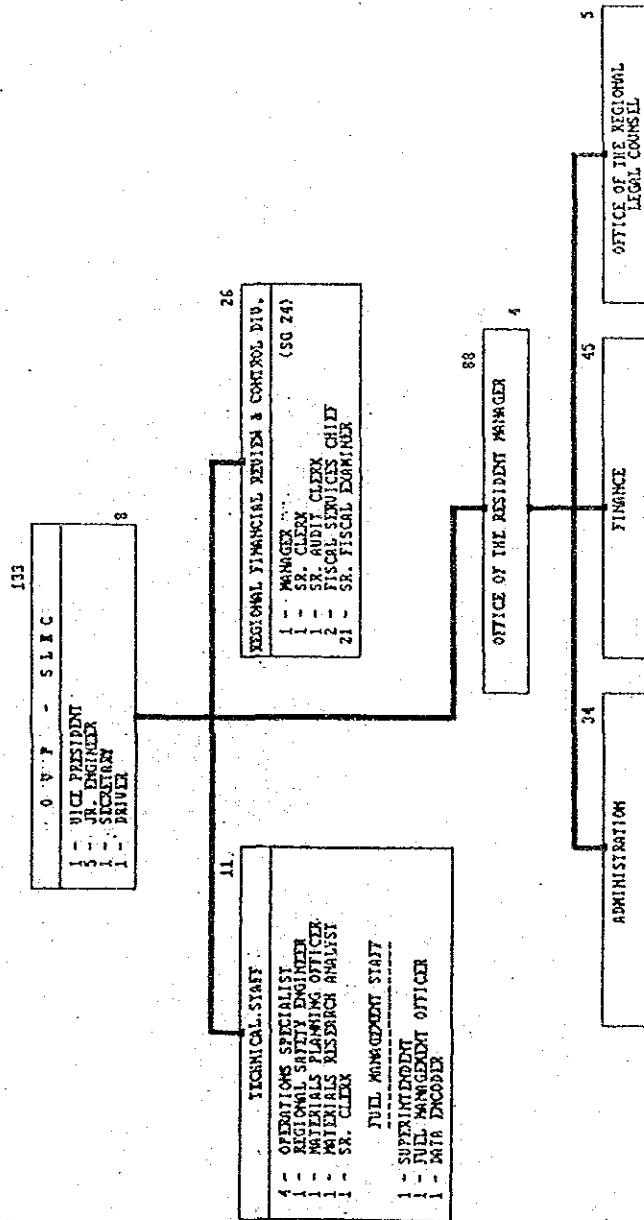 133
O V P - S L R C
1 - VICE PRESIDENT
5 - JR. ENGINEER
1 - SECRETARY
1 - DRIVER
8
TECHNICAL STAFF
11
4 - OPERATIONS SPECIALIST
1 - REGIONAL SAFETY ENGINEER
1 - MATERIALS PLANNING OFFICER
1 - MATERIALS RESEARCH ANALYST
1 - SR. CLERK
FUEL MANAGEMENT STAFF
-----------------------
1 - SUPERINTENDENT
1 - FUEL MANAGEMENT OFFICER
1 - DATA ENCODER
26
REGIONAL FINANCIAL REVIEW & CONTROL DIV.
1 - MANAGER (SG 24)
1 - SR. CLERK
1 - SR. AUDIT CLERK
2 - FISCAL SERVICES CHIEF
21 - SR. FISCAL EXAMINER
88
OFFICE OF THE RESIDENT MANAGER
4
ADMINISTRATION
34
FINANCE
45
OFFICE OF THE REGIONAL
LEGAL COUNSEL
5